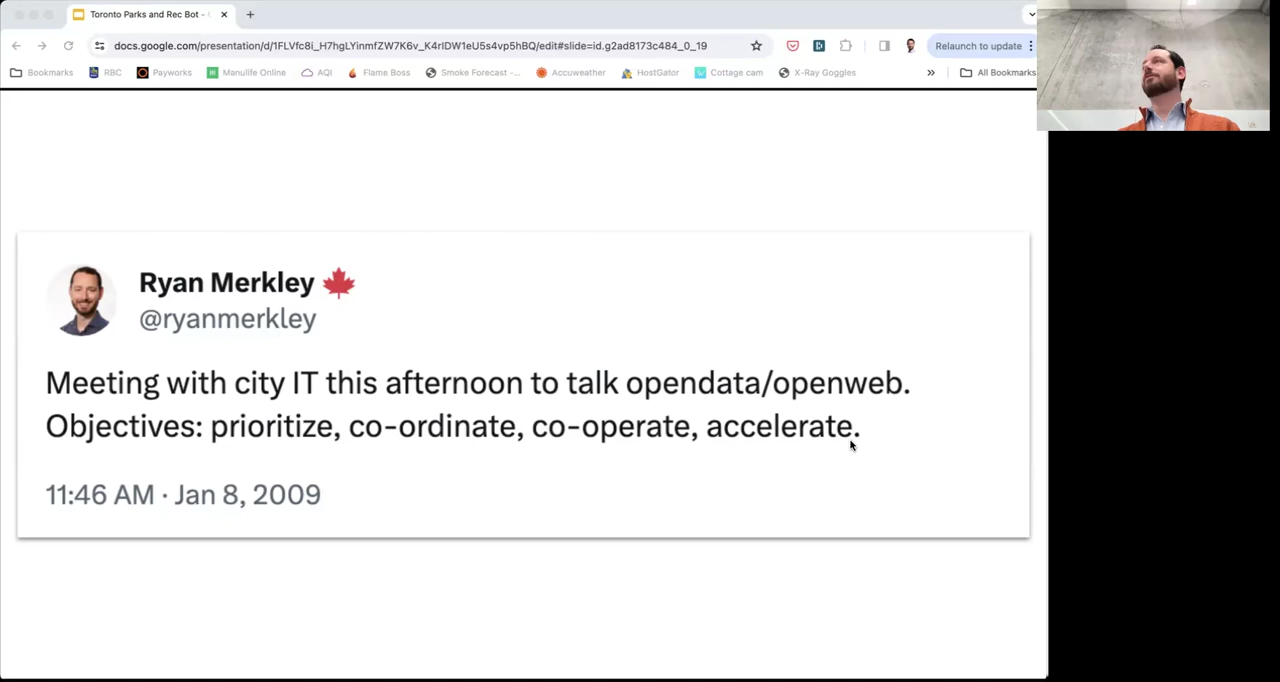 Toronto Parks and Rec Bot -
docs.google.com/presentation/d/1FLVfc8i_H7hgLYinmfZW7K6v_K4rlDW1eU5s4vp5hBQ/edit#slide=id.g2ad8173c484_0_19
Relaunch to update
Bookmarks RBC Payworks Manulife Online AQI Flame Boss Smoke Forecast -... Accuweather HostGator Cottage cam X-Ray Goggles » All Bookmarks
Ryan Merkley
@ryanmerkley
Meeting with city IT this afternoon to talk opendata/openweb.
Objectives: prioritize, co-ordinate, co-operate, accelerate.
11:46 AM · Jan 8, 2009